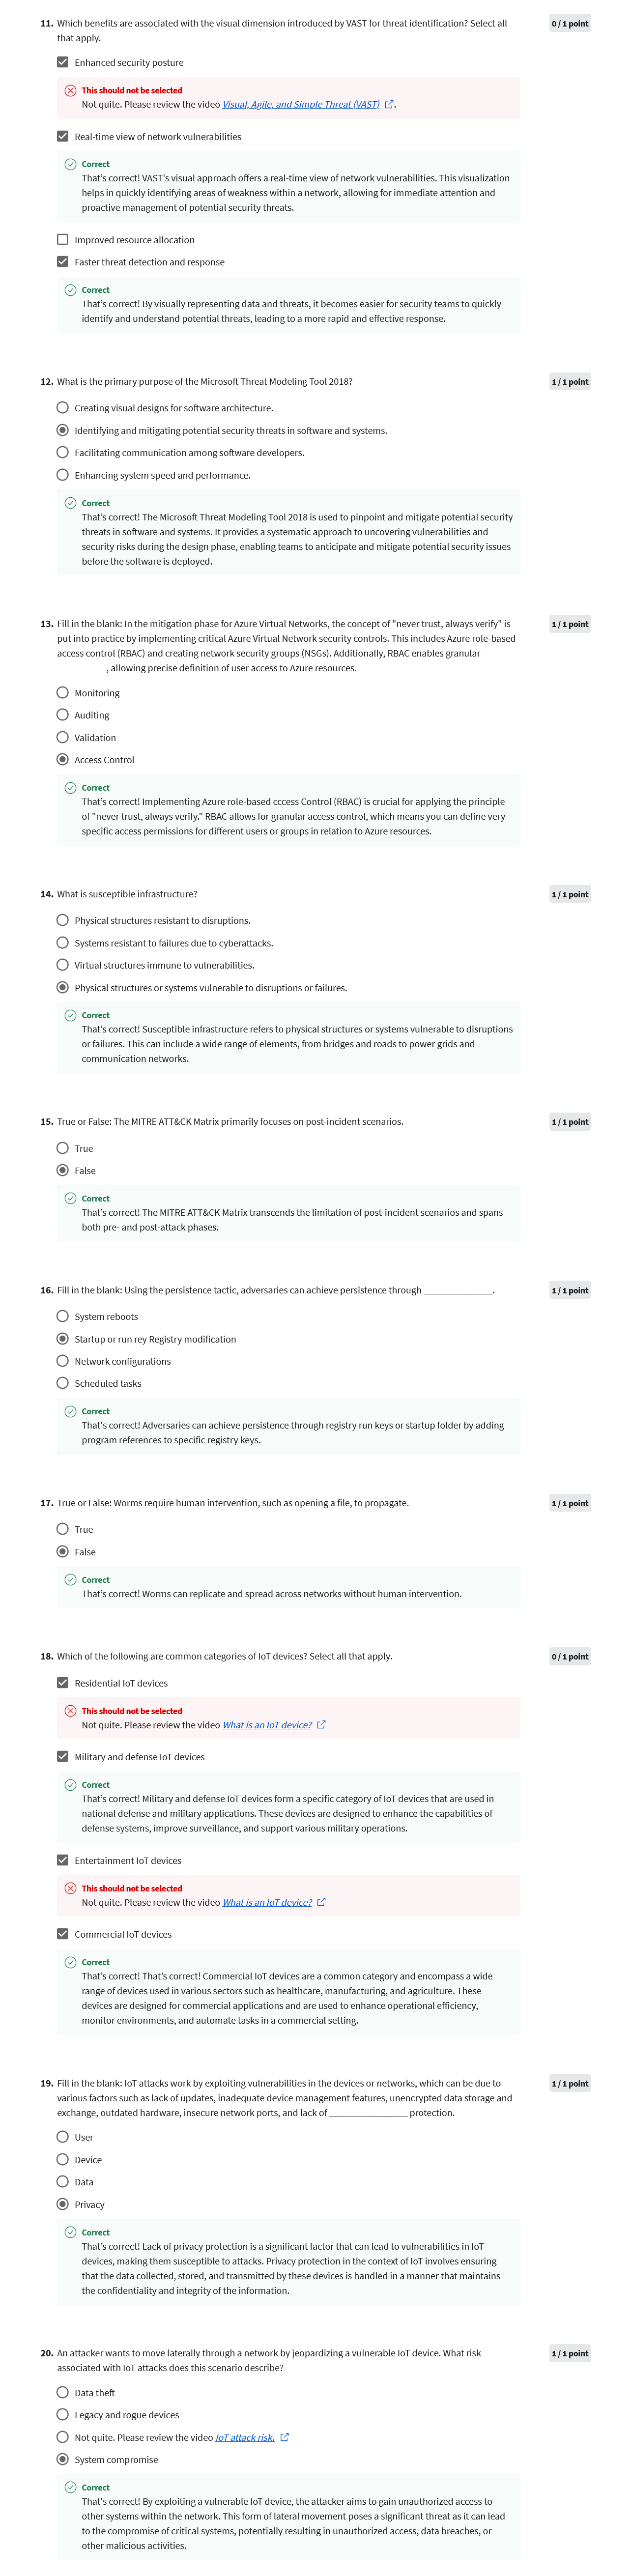 11. Which benefits are associated with the visual dimension introduced by VAST for threat identification? Select all
that apply.
0 / 1 point
Enhanced security posture
This should not be selected
Not quite. Please review the video Visual, Agile, and Simple Threat (VAST) .
Real-time view of network vulnerabilities
Correct
That's correct! VAST's visual approach offers a real-time view of network vulnerabilities. This visualization
helps in quickly identifying areas of weakness within a network, allowing for immediate attention and
proactive management of potential security threats.
Improved resource allocation
Faster threat detection and response
Correct
That's correct! By visually representing data and threats, it becomes easier for security teams to quickly
identify and understand potential threats, leading to a more rapid and effective response.
12. What is the primary purpose of the Microsoft Threat Modeling Tool 2018?
1 / 1 point
Creating visual designs for software architecture.
Identifying and mitigating potential security threats in software and systems.
Facilitating communication among software developers.
Enhancing system speed and performance.
Correct
That's correct! The Microsoft Threat Modeling Tool 2018 is used to pinpoint and mitigate potential security
threats in software and systems. It provides a systematic approach to uncovering vulnerabilities and
security risks during the design phase, enabling teams to anticipate and mitigate potential security issues
before the software is deployed.
13. Fill in the blank: In the mitigation phase for Azure Virtual Networks, the concept of "never trust, always verify" is
put into practice by implementing critical Azure Virtual Network security controls. This includes Azure role-based
access control (RBAC) and creating network security groups (NSGs). Additionally, RBAC enables granular
__________, allowing precise definition of user access to Azure resources.
1 / 1 point
Monitoring
Auditing
Validation
Access Control
Correct
That's correct! Implementing Azure role-based cccess Control (RBAC) is crucial for applying the principle
of "never trust, always verify." RBAC allows for granular access control, which means you can define very
specific access permissions for different users or groups in relation to Azure resources.
14. What is susceptible infrastructure?
1 / 1 point
Physical structures resistant to disruptions.
Systems resistant to failures due to cyberattacks.
Virtual structures immune to vulnerabilities.
Physical structures or systems vulnerable to disruptions or failures.
Correct
That's correct! Susceptible infrastructure refers to physical structures or systems vulnerable to disruptions
or failures. This can include a wide range of elements, from bridges and roads to power grids and
communication networks.
15. True or False: The MITRE ATT&CK Matrix primarily focuses on post-incident scenarios.
1 / 1 point
True
False
Correct
That's correct! The MITRE ATT&CK Matrix transcends the limitation of post-incident scenarios and spans
both pre- and post-attack phases.
16. Fill in the blank: Using the persistence tactic, adversaries can achieve persistence through ______________.
1 / 1 point
System reboots
Startup or run rey Registry modification
Network configurations
Scheduled tasks
Correct
That's correct! Adversaries can achieve persistence through registry run keys or startup folder by adding
program references to specific registry keys.
17. True or False: Worms require human intervention, such as opening a file, to propagate.
1 / 1 point
True
False
Correct
That's correct! Worms can replicate and spread across networks without human intervention.
18. Which of the following are common categories of IoT devices? Select all that apply.
0 / 1 point
Residential IoT devices
This should not be selected
Not quite. Please review the video What is an IoT device?
Military and defense IoT devices
Correct
That's correct! Military and defense IoT devices form a specific category of IoT devices that are used in
national defense and military applications. These devices are designed to enhance the capabilities of
defense systems, improve surveillance, and support various military operations.
Entertainment IoT devices
This should not be selected
Not quite. Please review the video What is an IoT device?
Commercial IoT devices
Correct
That's correct! That's correct! Commercial IoT devices are a common category and encompass a wide
range of devices used in various sectors such as healthcare, manufacturing, and agriculture. These
devices are designed for commercial applications and are used to enhance operational efficiency,
monitor environments, and automate tasks in a commercial setting.
19. Fill in the blank: IoT attacks work by exploiting vulnerabilities in the devices or networks, which can be due to
various factors such as lack of updates, inadequate device management features, unencrypted data storage and
exchange, outdated hardware, insecure network ports, and lack of ________________ protection.
1 / 1 point
User
Device
Data
Privacy
Correct
That's correct! Lack of privacy protection is a significant factor that can lead to vulnerabilities in IoT
devices, making them susceptible to attacks. Privacy protection in the context of IoT involves ensuring
that the data collected, stored, and transmitted by these devices is handled in a manner that maintains
the confidentiality and integrity of the information.
20. An attacker wants to move laterally through a network by jeopardizing a vulnerable IoT device. What risk
associated with IoT attacks does this scenario describe?
1 / 1 point
Data theft
Legacy and rogue devices
Not quite. Please review the video IoT attack risk.
System compromise
Correct
That's correct! By exploiting a vulnerable IoT device, the attacker aims to gain unauthorized access to
other systems within the network. This form of lateral movement poses a significant threat as it can lead
to the compromise of critical systems, potentially resulting in unauthorized access, data breaches, or
other malicious activities.